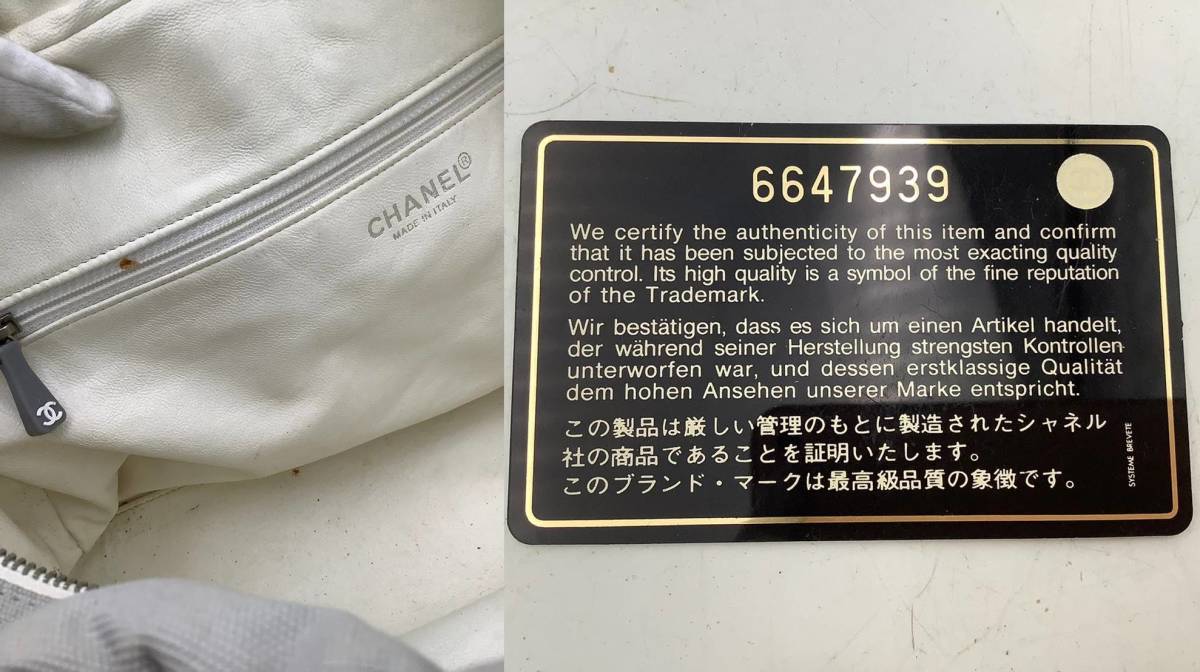 CHANEL®
MADE IN ITALY
6647939
We certify the authenticity of this item and confirm
that it has been subjected to the most exacting quality
control. Its high quality is a symbol of the fine reputation
of the Trademark.
Wir bestätigen, dass es sich um einen Artikel handelt,
der während seiner Herstellung strengsten Kontrollen
unterworfen war, und dessen erstklassige Qualität
dem hohen Ansehen unserer Marke entspricht.
この製品は厳しい管理のもとに製造されたシャネル
社の商品であることを証明いたします。
このブランド・マークは最高級品質の象徴です。
SYSTEME BREVETE